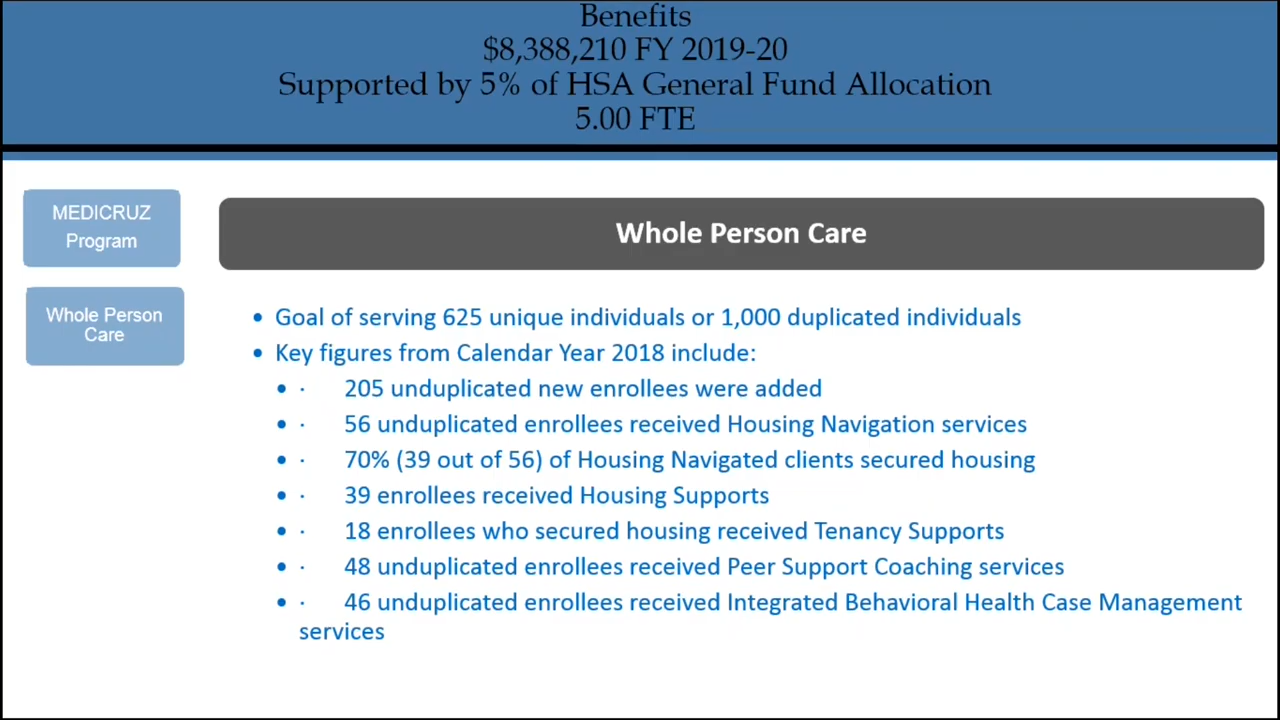 Benefits
$8,388,210 FY 2019-20
Supported by 5% of HSA General Fund Allocation
5.00 FTE
MEDICRUZ
Program
Whole Person
Care
Whole Person Care
• Goal of serving 625 unique individuals or 1,000 duplicated individuals
• Key figures from Calendar Year 2018 include:
• · 205 unduplicated new enrollees were added
• · 56 unduplicated enrollees received Housing Navigation services
• · 70% (39 out of 56) of Housing Navigated clients secured housing
• · 39 enrollees received Housing Supports
• · 18 enrollees who secured housing received Tenancy Supports
• · 48 unduplicated enrollees received Peer Support Coaching services
• · 46 unduplicated enrollees received Integrated Behavioral Health Case Management
services